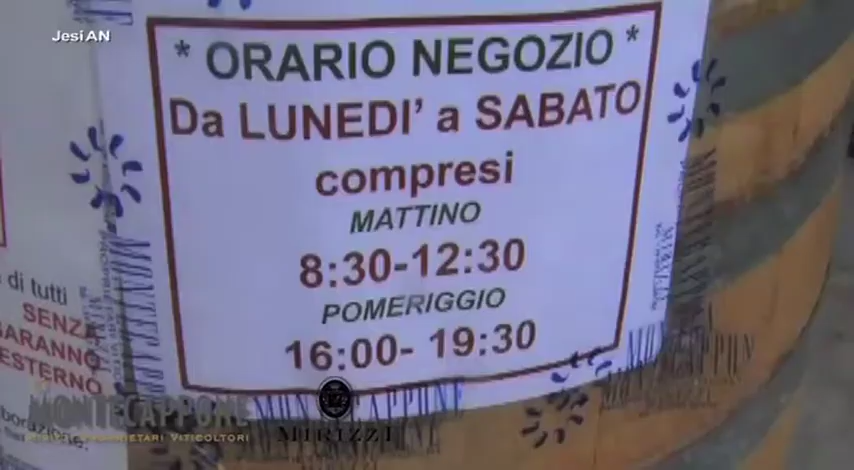 JesiAN
* ORARIO NEGOZIO *
Da LUNEDI' a SABATO
compresi
MATTINO
8:30-12:30
POMERIGGIO
16:00- 19:30
di tutti
SENZA
ESTERNO
MONTECAPPONE
MONTECAPPONE
MIRIZZI